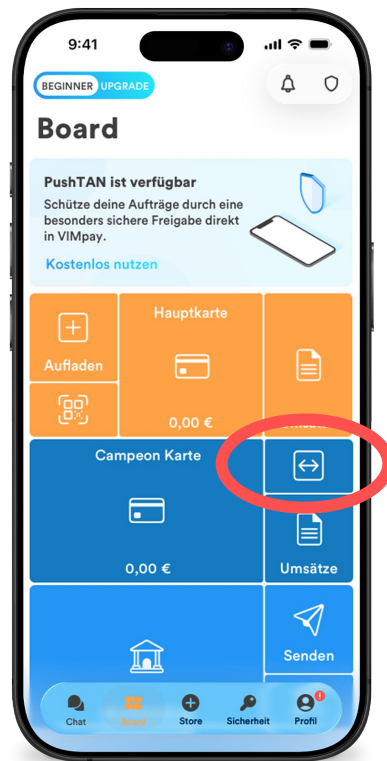 9:41
BEGINNER UPGRADE
Board
PushTAN ist verfügbar
Schütze deine Aufträge durch eine
besonders sichere Freigabe direkt
in VIMpay.
Kostenlos nutzen
Hauptkarte
Aufladen
0,00 €
Campeon Karte
0,00 €
Umsätze
Senden
Chat
Board
Store
Sicherheit
Profil